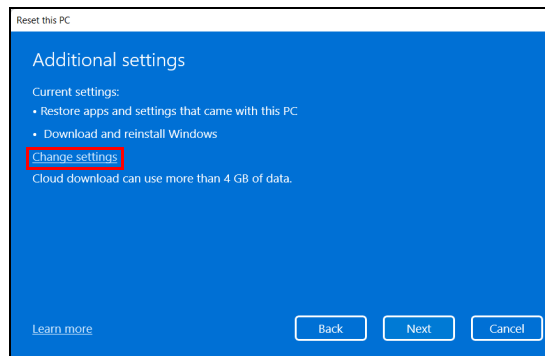 Reset this PC
Additional settings
Current settings:
• Restore apps and settings that came with this PC
• Download and reinstall Windows
Change settings
Cloud download can use more than 4 GB of data.
Learn more
Back
Next
Cancel